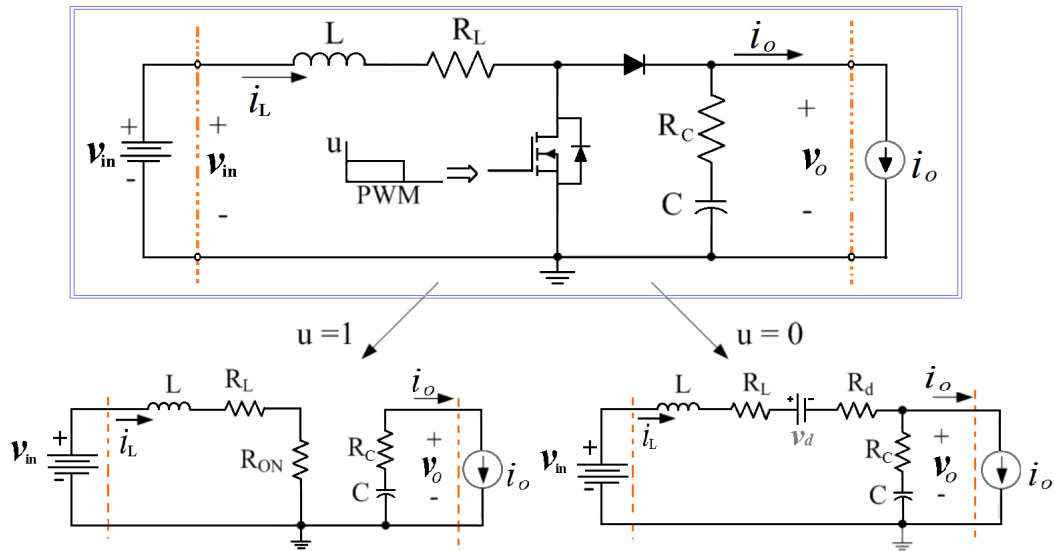 L
R_L
i_o
i_L
v_in
+
-
+
v_in
-
u
PWM
R_C
C
+
v_o
-
i_o
u =1
u = 0
L
R_L
i_o
+
v_in
-
i_L
R_ON
R_C
C
+
v_o
-
i_o
L
R_L
+ -
v_d
R_d
i_o
+
v_in
-
i_L
R_C
C
+
v_o
-
i_o